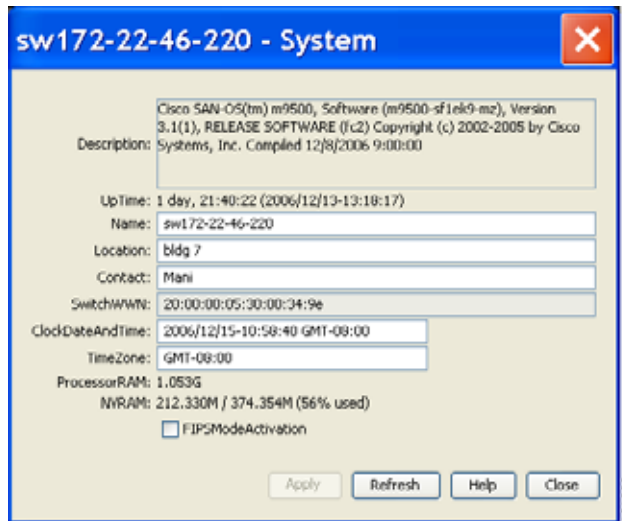 sw172-22-46-220 - System
Cisco SAN-OS(tm) m9500, Software (m9500-sf1ek9-mz), Version
3.1(1), RELEASE SOFTWARE (fc2) Copyright (c) 2002-2005 by Cisco
Description: Systems, Inc. Compiled 12/8/2006 9:00:00
UpTime: 1 day, 21:40:22 (2006/12/13-13:18:17)
Name: sw172-22-46-220
Location: bldg 7
Contact: Mani
SwitchWWN: 20:00:00:05:30:00:34:9e
ClockDateAndTime: 2006/12/15-10:58:40 GMT-08:00
TimeZone: GMT-08:00
ProcessorRAM: 1.053G
NVRAM: 212.330M / 374.354M (56% used)
FIPSModeActivation
Apply Refresh Help Close